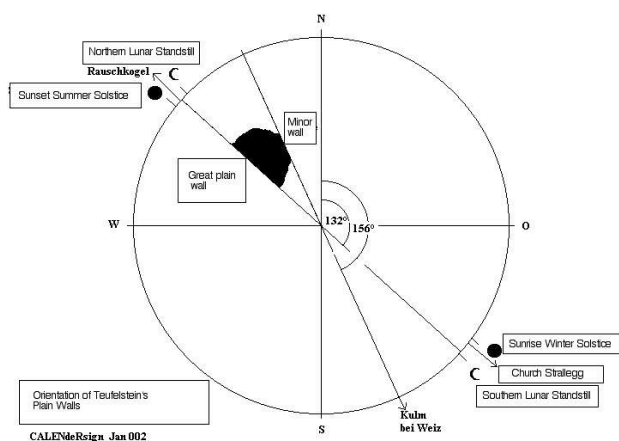 N
Northern Lunar Standstill
Rauschkogel
C
Sunset Summer Solstice
Minor
wall
Great plain
wall
132°
156°
W
O
Sunrise Winter Solstice
C
Church Strallegg
Southern Lunar Standstill
Orientation of Teufelstein's
Plain Walls
Kulm
bei Weiz
S
CALENdeRsign Jan 002